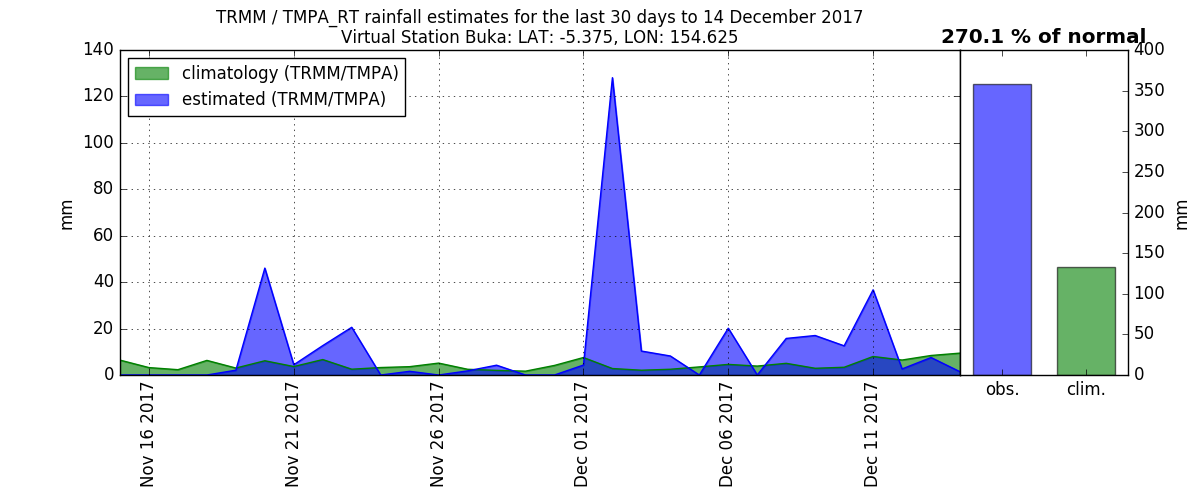 TRMM / TMPA_RT rainfall estimates for the last 30 days to 14 December 2017
Virtual Station Buka: LAT: -5.375, LON: 154.625
270.1 % of normal
climatology (TRMM/TMPA)
estimated (TRMM/TMPA)
mm
140
120
100
80
60
40
20
0
Nov 16 2017
Nov 21 2017
Nov 26 2017
Dec 01 2017
Dec 06 2017
Dec 11 2017
obs.
clim.
400
350
300
250
200
150
100
50
0
mm